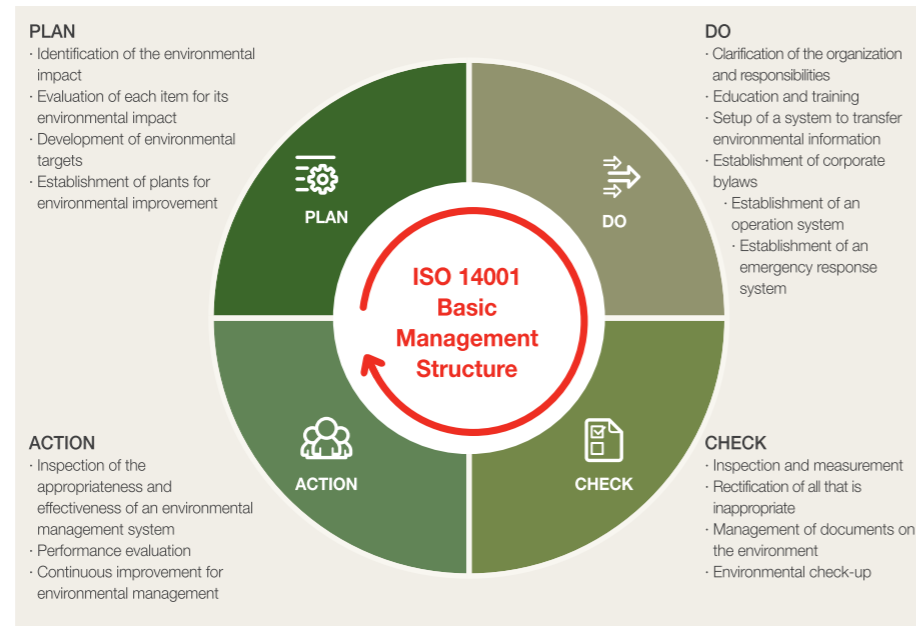 PLAN
· Identification of the environmental
impact
· Evaluation of each item for its
environmental impact
· Development of environmental
targets
· Establishment of plants for
environmental improvement
DO
· Clarification of the organization
and responsibilities
· Education and training
· Setup of a system to transfer
environmental information
· Establishment of corporate
bylaws
· Establishment of an
operation system
· Establishment of an
emergency response
system
PLAN
DO
ISO 14001
Basic
Management
Structure
ACTION
CHECK
ACTION
· Inspection of the
appropriateness and
effectiveness of an environmental
management system
· Performance evaluation
· Continuous improvement for
environmental management
CHECK
· Inspection and measurement
· Rectification of all that is
inappropriate
· Management of documents on
the environment
· Environmental check-up